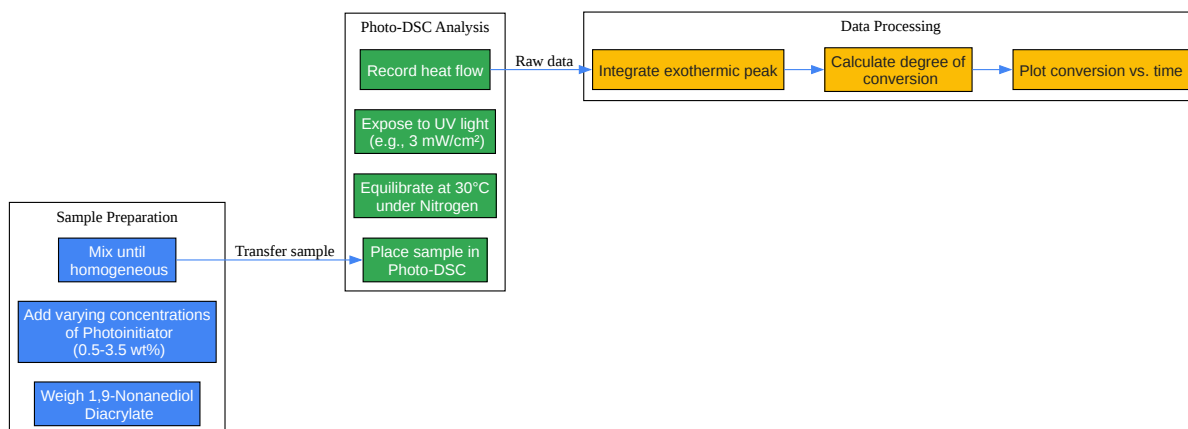 Photo-DSC Analysis
Record heat flow
Expose to UV light
(e.g., 3 mW/cm²)
Equilibrate at 30°C
under Nitrogen
Place sample in
Photo-DSC
Raw data
Data Processing
Integrate exothermic peak
Calculate degree of
conversion
Plot conversion vs. time
Sample Preparation
Mix until
homogeneous
Transfer sample
Add varying concentrations
of Photoinitiator
(0.5-3.5 wt%)
Weigh 1,9-Nonanediol
Diacrylate